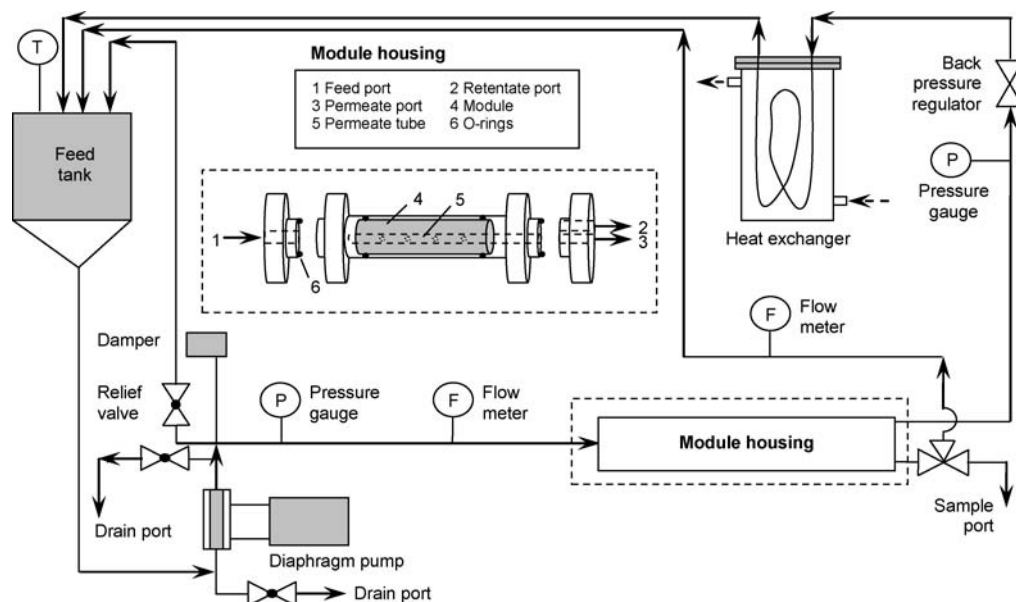 T
Module housing
1 Feed port 2 Retentate port
3 Permeate port 4 Module
5 Permeate tube 6 O-rings
Back
pressure
regulator
Feed
tank
P
Pressure
gauge
4 5
1
2
3
6
Heat exchanger
F
Flow
meter
Damper
Relief
valve
P
Pressure
gauge
F
Flow
meter
Module housing
Drain port
Sample
port
Diaphragm pump
Drain port